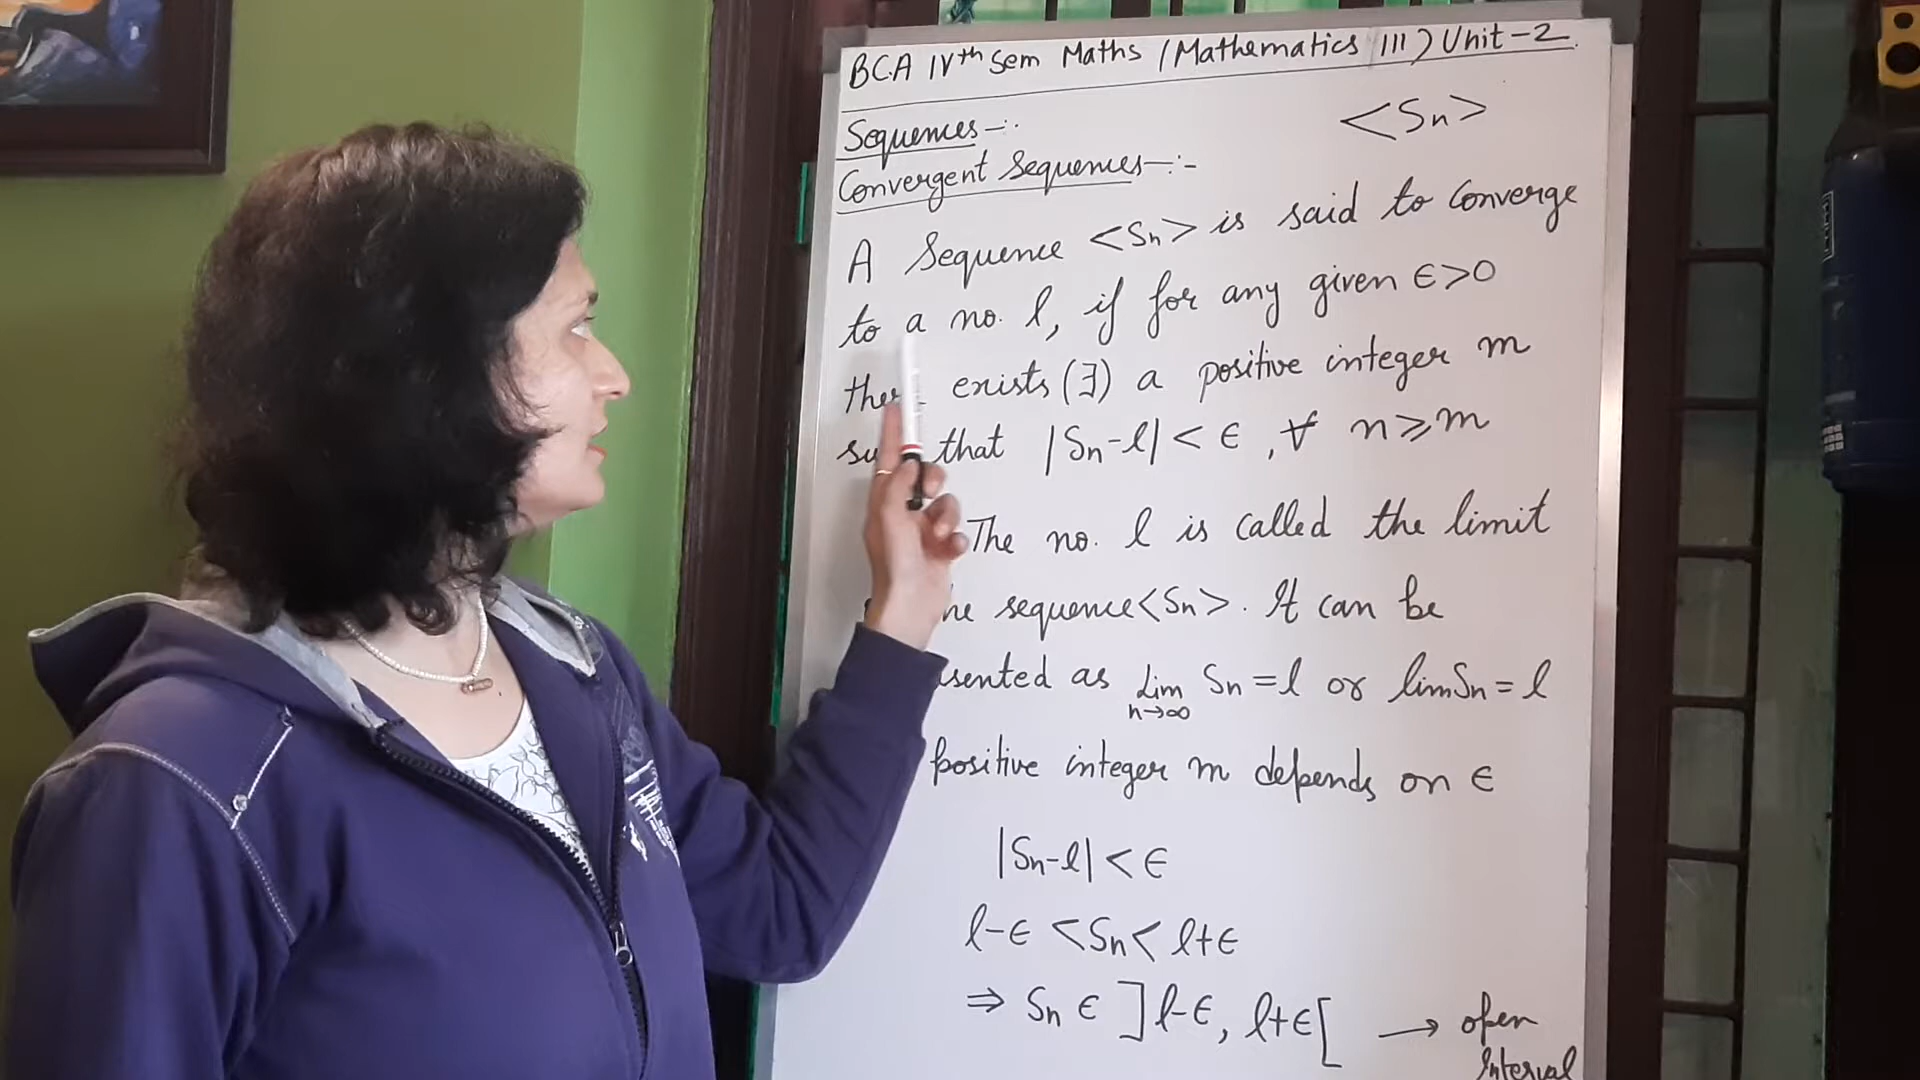 BCA IVth Sem Maths (Mathematics III) Unit-2
<Sn>
Sequences -:.
Convergent Sequences -:-
A Sequence <Sn> is said to Converge
to a no. l, if for any given ∈>0
there exists (∃) a positive integer m
that |Sn-l| < ∈, ∀ n⩾m
The no. l is called the limit
sequence <Sn>. It can be
as Lim n→∞ Sn = l or lim Sn = l
positive integer m depends on ∈
|Sn-l| < ∈
l-∈ < Sn < l+∈
⇒ Sn ∈ ]l-∈, l+∈[ → open
Interval